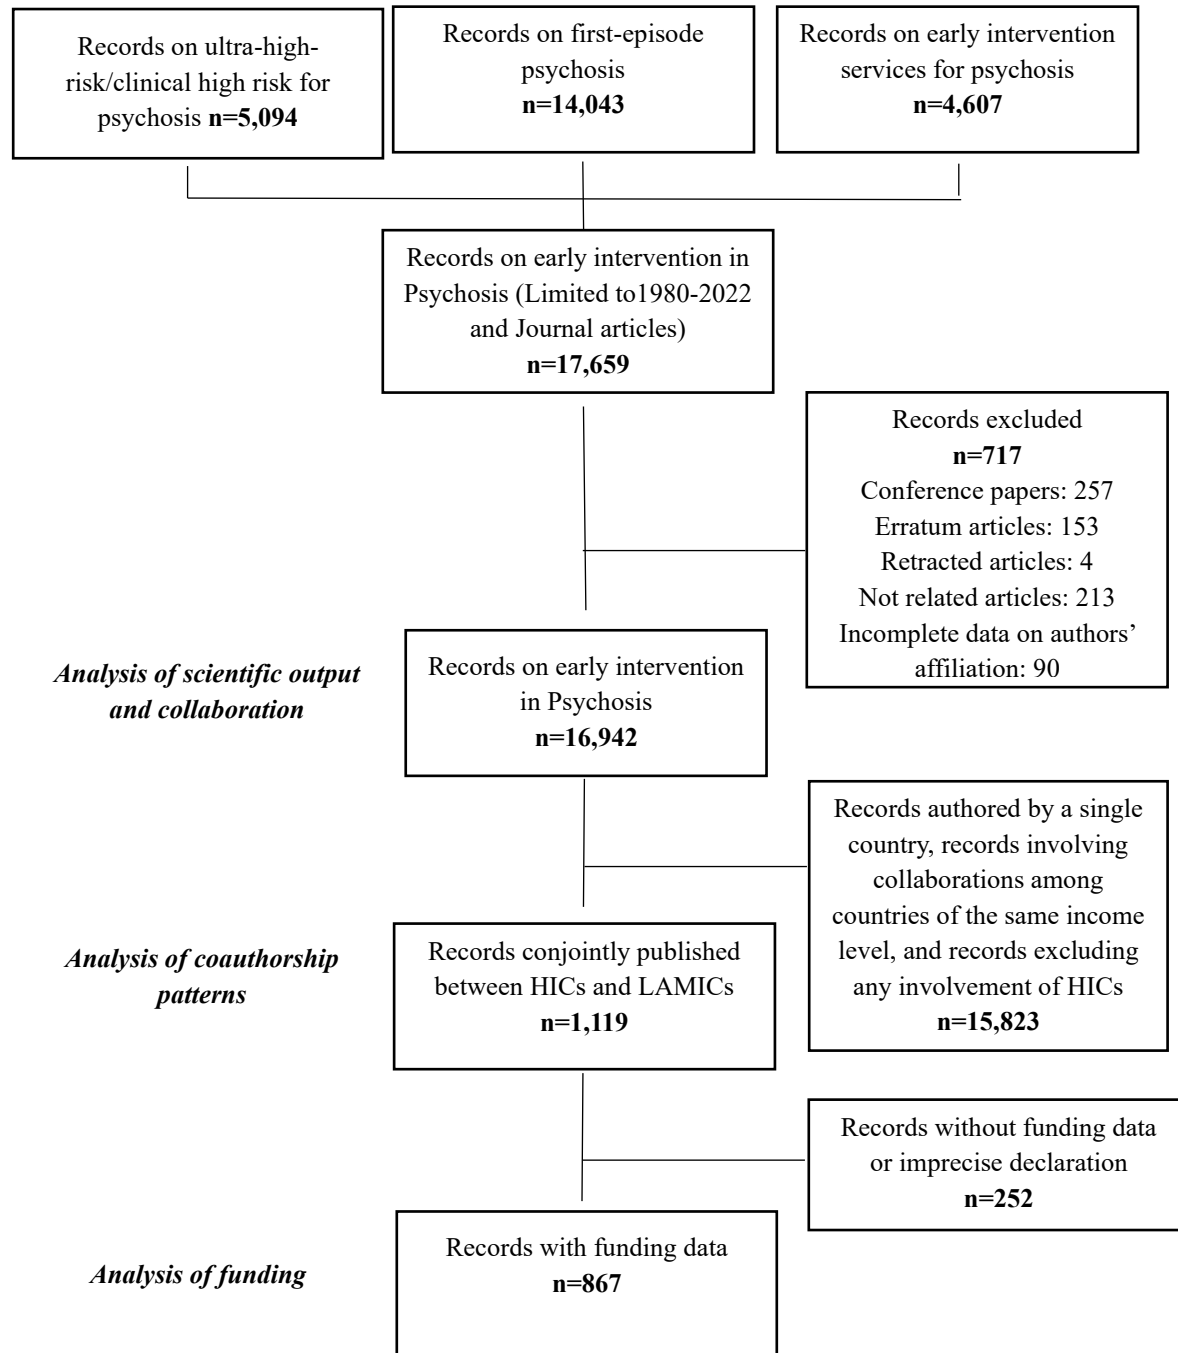 Records on ultra-high-
risk/clinical high risk for
psychosis n=5,094
Records on first-episode
psychosis
n=14,043
Records on early intervention
services for psychosis
n=4,607
Records on early intervention in
Psychosis (Limited to1980-2022
and Journal articles)
n=17,659
Records excluded
n=717
Conference papers: 257
Erratum articles: 153
Retracted articles: 4
Not related articles: 213
Incomplete data on authors’
affiliation: 90
Analysis of scientific output
and collaboration
Records on early intervention
in Psychosis
n=16,942
Records authored by a single
country, records involving
collaborations among
countries of the same income
level, and records excluding
any involvement of HICs
n=15,823
Analysis of coauthorship
patterns
Records conjointly published
between HICs and LAMICs
n=1,119
Records without funding data
or imprecise declaration
n=252
Analysis of funding
Records with funding data
n=867